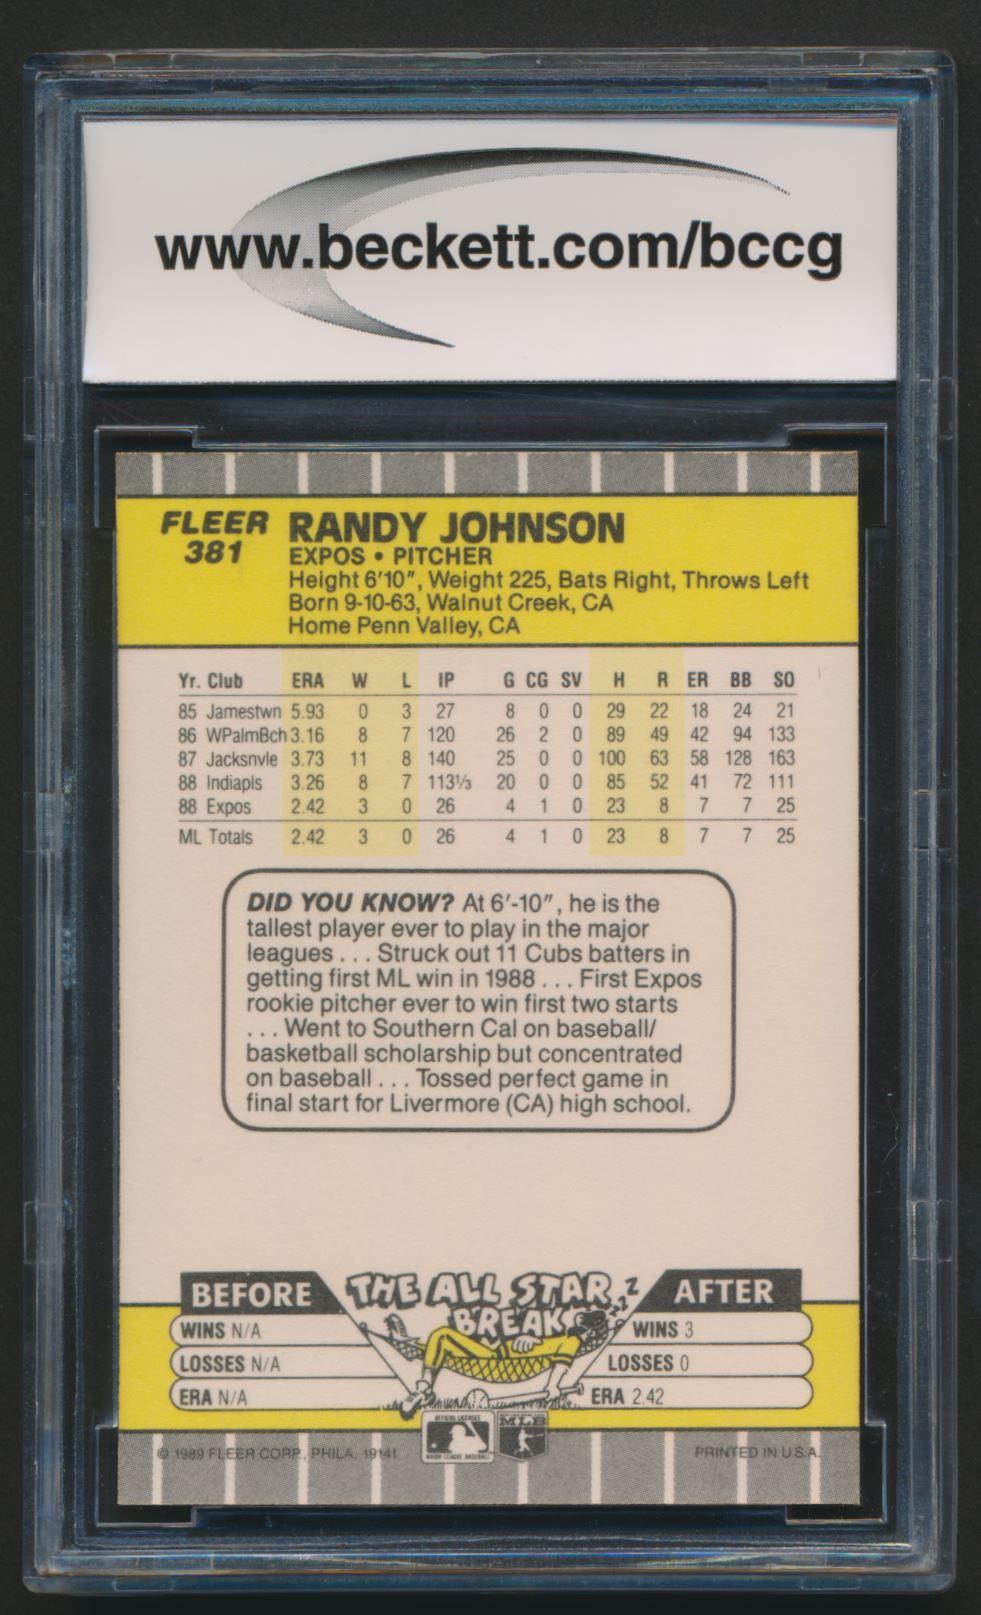 www.beckett.com/bccg
FLEER
381
RANDY JOHNSON
EXPOS • PITCHER
Height 6'10", Weight 225, Bats Right, Throws Left
Born 9-10-63, Walnut Creek, CA
Home Penn Valley, CA
Yr. Club ERA W L IP G CG SV H R ER BB SO
85 Jamestwn 5.93 0 3 27 8 0 0 29 22 18 24 21
86 WPalmBch 3.16 8 7 120 26 2 0 89 49 42 94 133
87 Jacksnvle 3.73 11 8 140 25 0 0 100 63 58 128 163
88 Indiapls 3.26 8 7 113⅓ 20 0 0 85 52 41 72 111
88 Expos 2.42 3 0 26 4 1 0 23 8 7 7 25
ML Totals 2.42 3 0 26 4 1 0 23 8 7 7 25
DID YOU KNOW? At 6'-10", he is the
tallest player ever to play in the major
leagues . . . Struck out 11 Cubs batters in
getting first ML win in 1988 . . . First Expos
rookie pitcher ever to win first two starts
. . . Went to Southern Cal on baseball/
basketball scholarship but concentrated
on baseball . . . Tossed perfect game in
final start for Livermore (CA) high school.
BEFORE THE ALL STAR BREAK AFTER
zzZZ
WINS N/A WINS 3
LOSSES N/A LOSSES 0
ERA N/A ERA 2.42
OFFICIAL LICENSEE
MAJOR LEAGUE BASEBALL
MLB
© 1989 FLEER CORP., PHILA. 19141 PRINTED IN U.S.A.